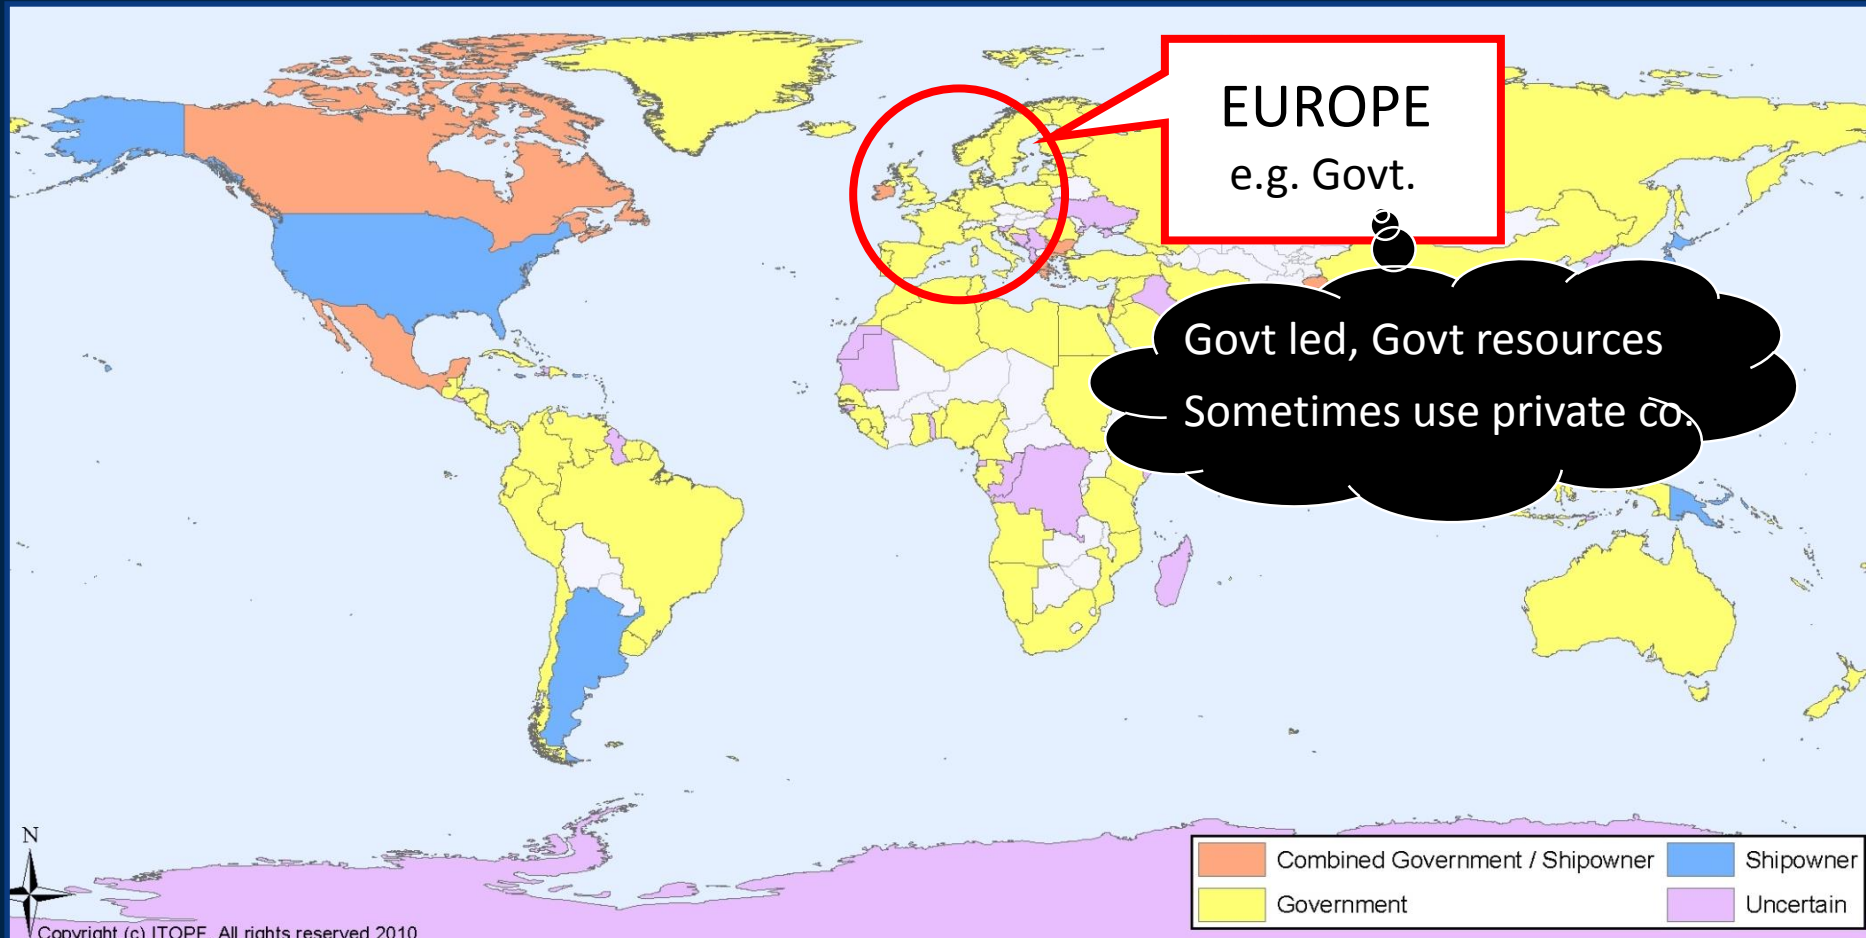 EUROPE
e.g. Govt.
Govt led, Govt resources
Sometimes use private co.
N
Combined Government / Shipowner
Shipowner
Government
Uncertain
Copyright (c) ITOPF. All rights reserved 2010